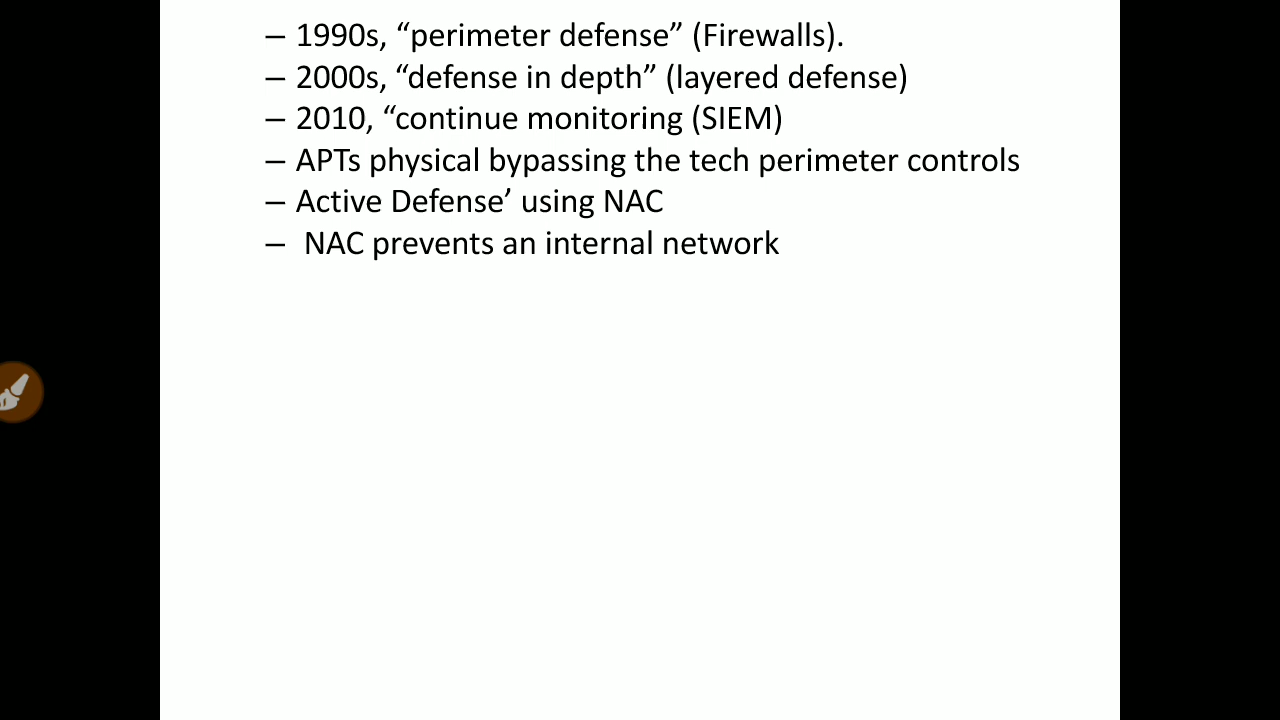 – 1990s, “perimeter defense” (Firewalls).
– 2000s, “defense in depth” (layered defense)
– 2010, “continue monitoring (SIEM)
– APTs physical bypassing the tech perimeter controls
– Active Defense’ using NAC
– NAC prevents an internal network